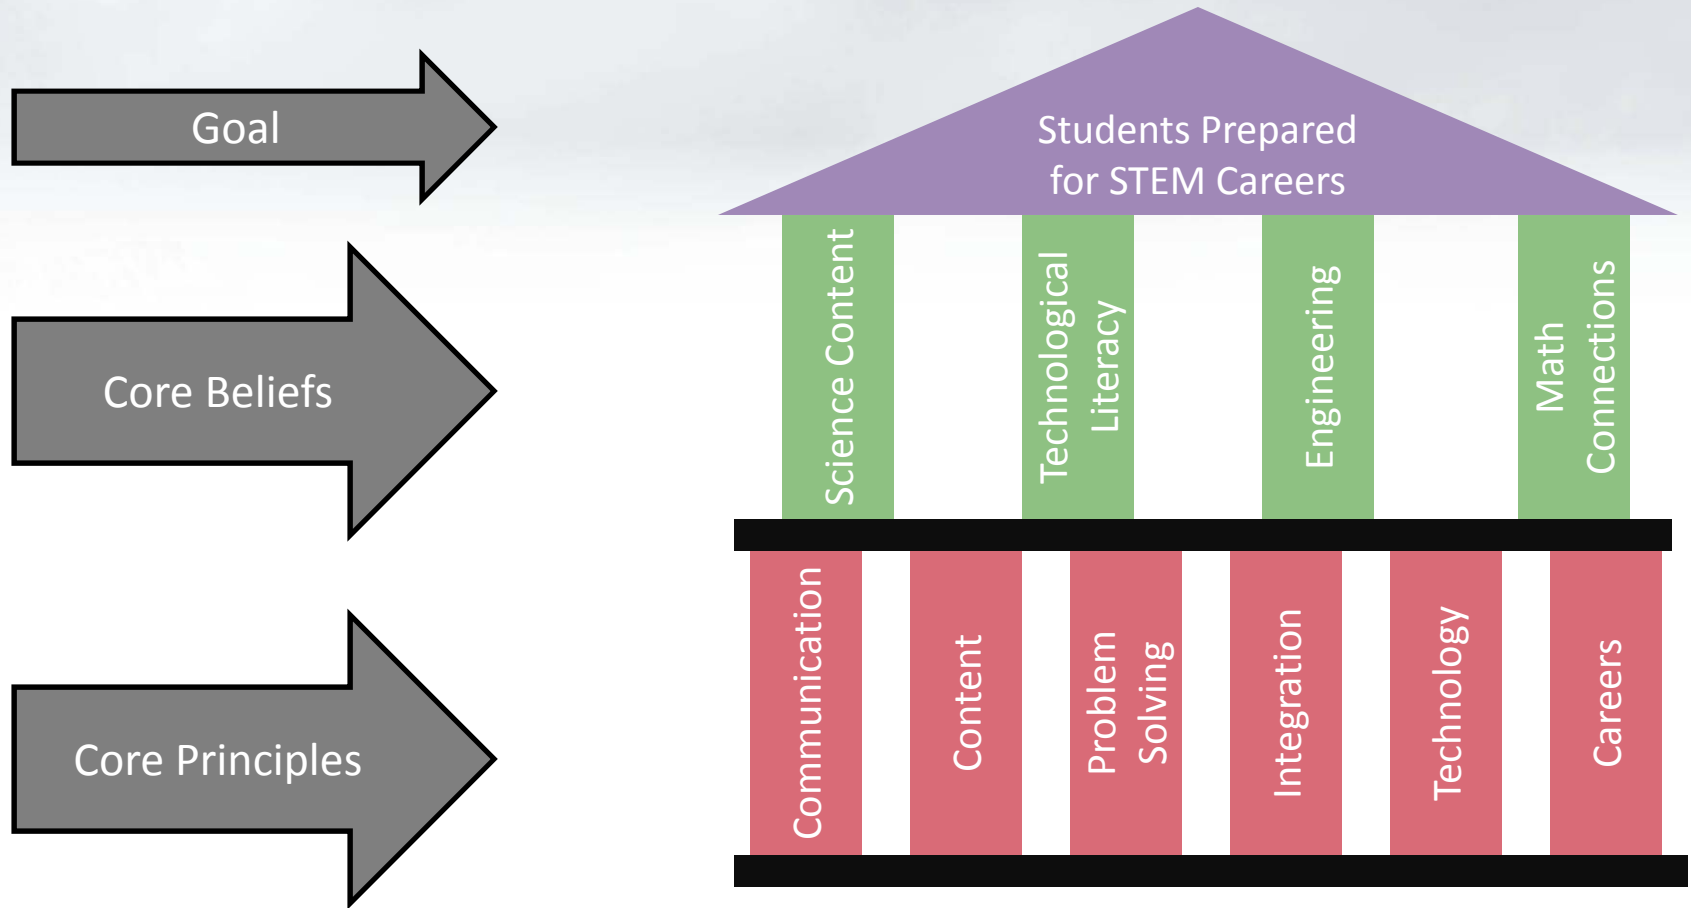 Goal
Students Prepared
for STEM Careers
Core Beliefs
Science Content
Technological
Literacy
Engineering
Math
Connections
Core Principles
Communication
Content
Problem
Solving
Integration
Technology
Careers